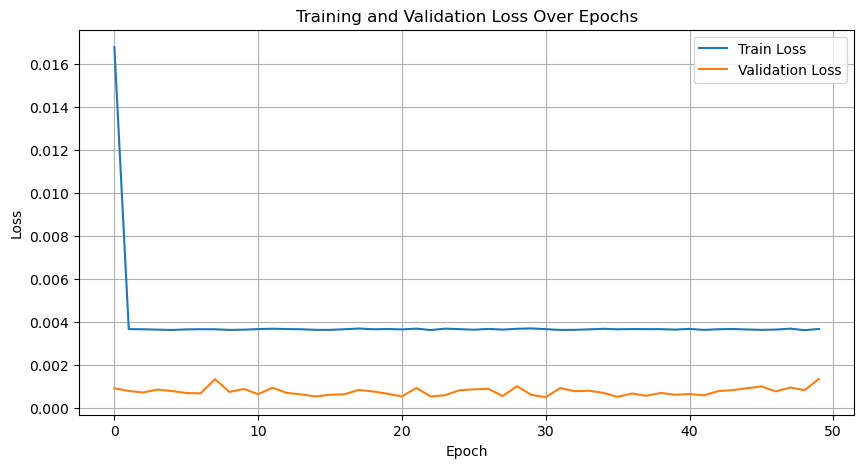 Training and Validation Loss Over Epochs
Train Loss
Validation Loss
0.016
0.014
0.012
0.010
0.008
0.006
0.004
0.002
0.000
Loss
0 10 20 30 40 50
Epoch